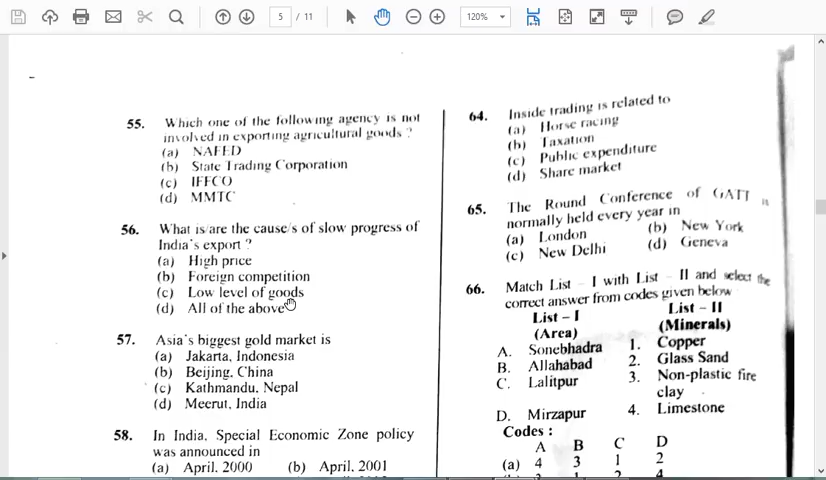 5 / 11
120%
55. Which one of the following agency is not
involved in exporting agricultural goods ?
(a) NAFED
(b) State Trading Corporation
(c) IFFCO
(d) MMTC
56. What is/are the cause/s of slow progress of
India's export ?
(a) High price
(b) Foreign competition
(c) Low level of goods
(d) All of the above
57. Asia's biggest gold market is
(a) Jakarta, Indonesia
(b) Beijing, China
(c) Kathmandu, Nepal
(d) Meerut, India
58. In India, Special Economic Zone policy
was announced in
(a) April, 2000 (b) April, 2001
64. Inside trading is related to
(a) Horse racing
(b) Taxation
(c) Public expenditure
(d) Share market
65. The Round Conference of GATT is
normally held every year in
(a) London (b) New York
(c) New Delhi (d) Geneva
66. Match List – I with List – II and select the
correct answer from codes given below
List – I List – II
(Area) (Minerals)
A. Sonebhadra 1. Copper
B. Allahabad 2. Glass Sand
C. Lalitpur 3. Non-plastic fire
clay
D. Mirzapur 4. Limestone
Codes :
A B C D
(a) 4 3 1 2